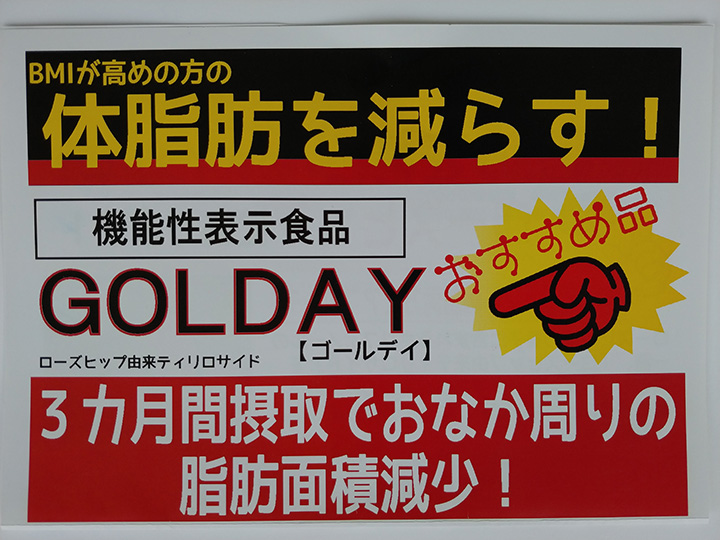 BMIが高めの方の
体脂肪を減らす！
機能性表示食品
おすすめ品
GOLDAY
ローズヒップ由来ティリロサイド
【ゴールデイ】
３カ月間摂取でおなか周りの
脂肪面積減少！